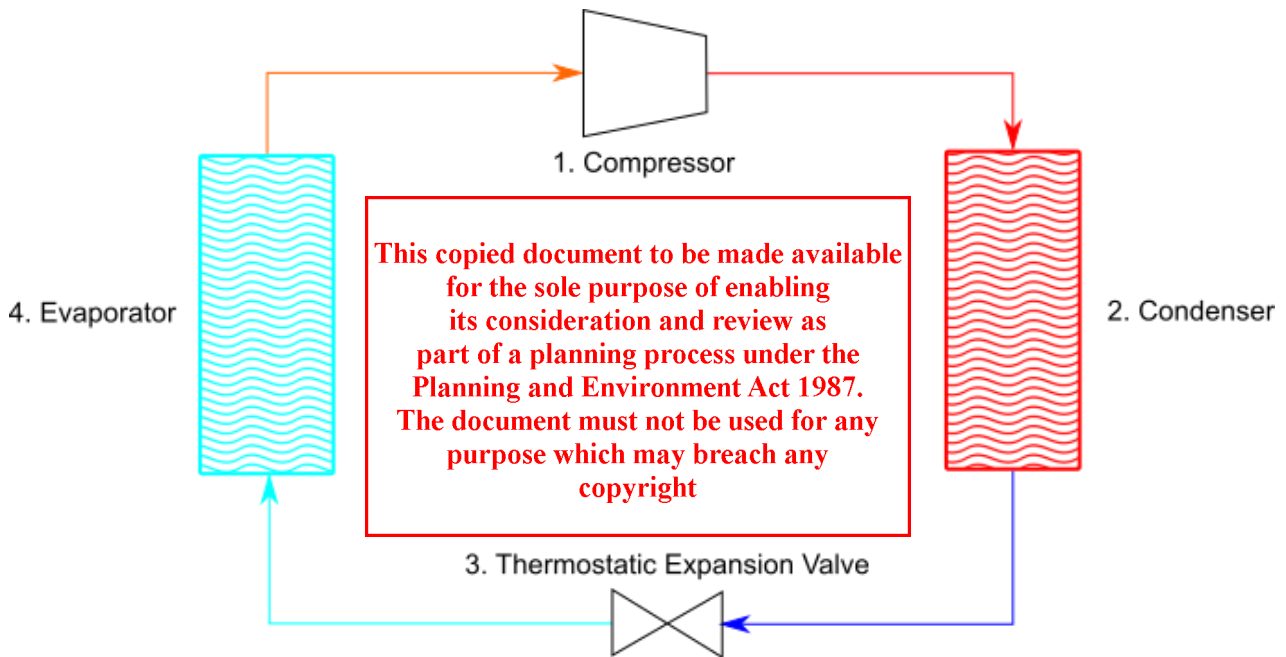 1. Compressor
This copied document to be made available
for the sole purpose of enabling
its consideration and review as
part of a planning process under the
Planning and Environment Act 1987.
The document must not be used for any
purpose which may breach any
copyright
4. Evaporator
2. Condenser
3. Thermostatic Expansion Valve